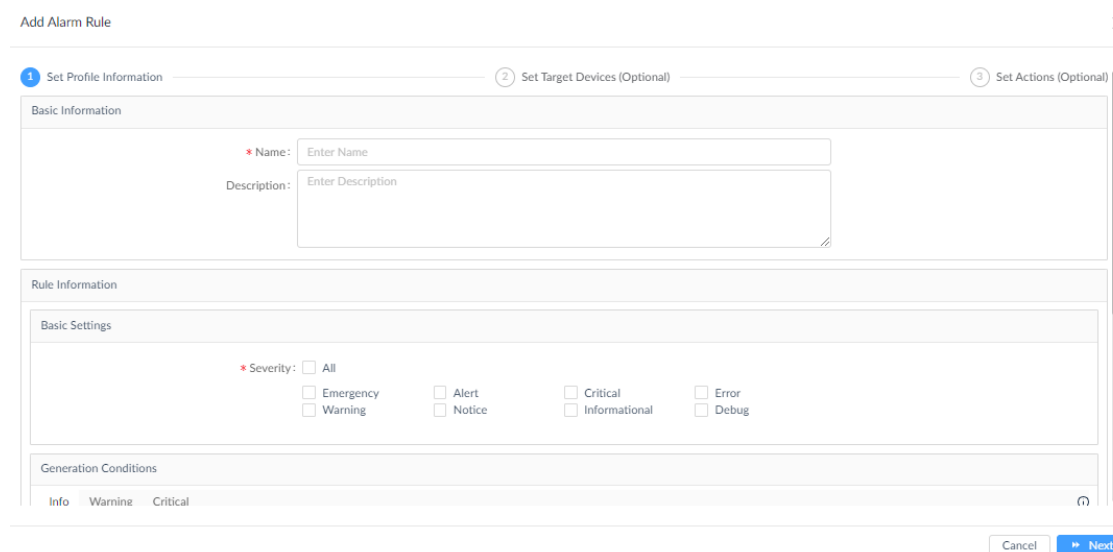 Add Alarm Rule
1 Set Profile Information 2 Set Target Devices (Optional) 3 Set Actions (Optional)
Basic Information
* Name: Enter Name
Description: Enter Description
Rule Information
Basic Settings
* Severity: All
Emergency Alert Critical Error
Warning Notice Informational Debug
Generation Conditions
Info Warning Critical
Cancel Next